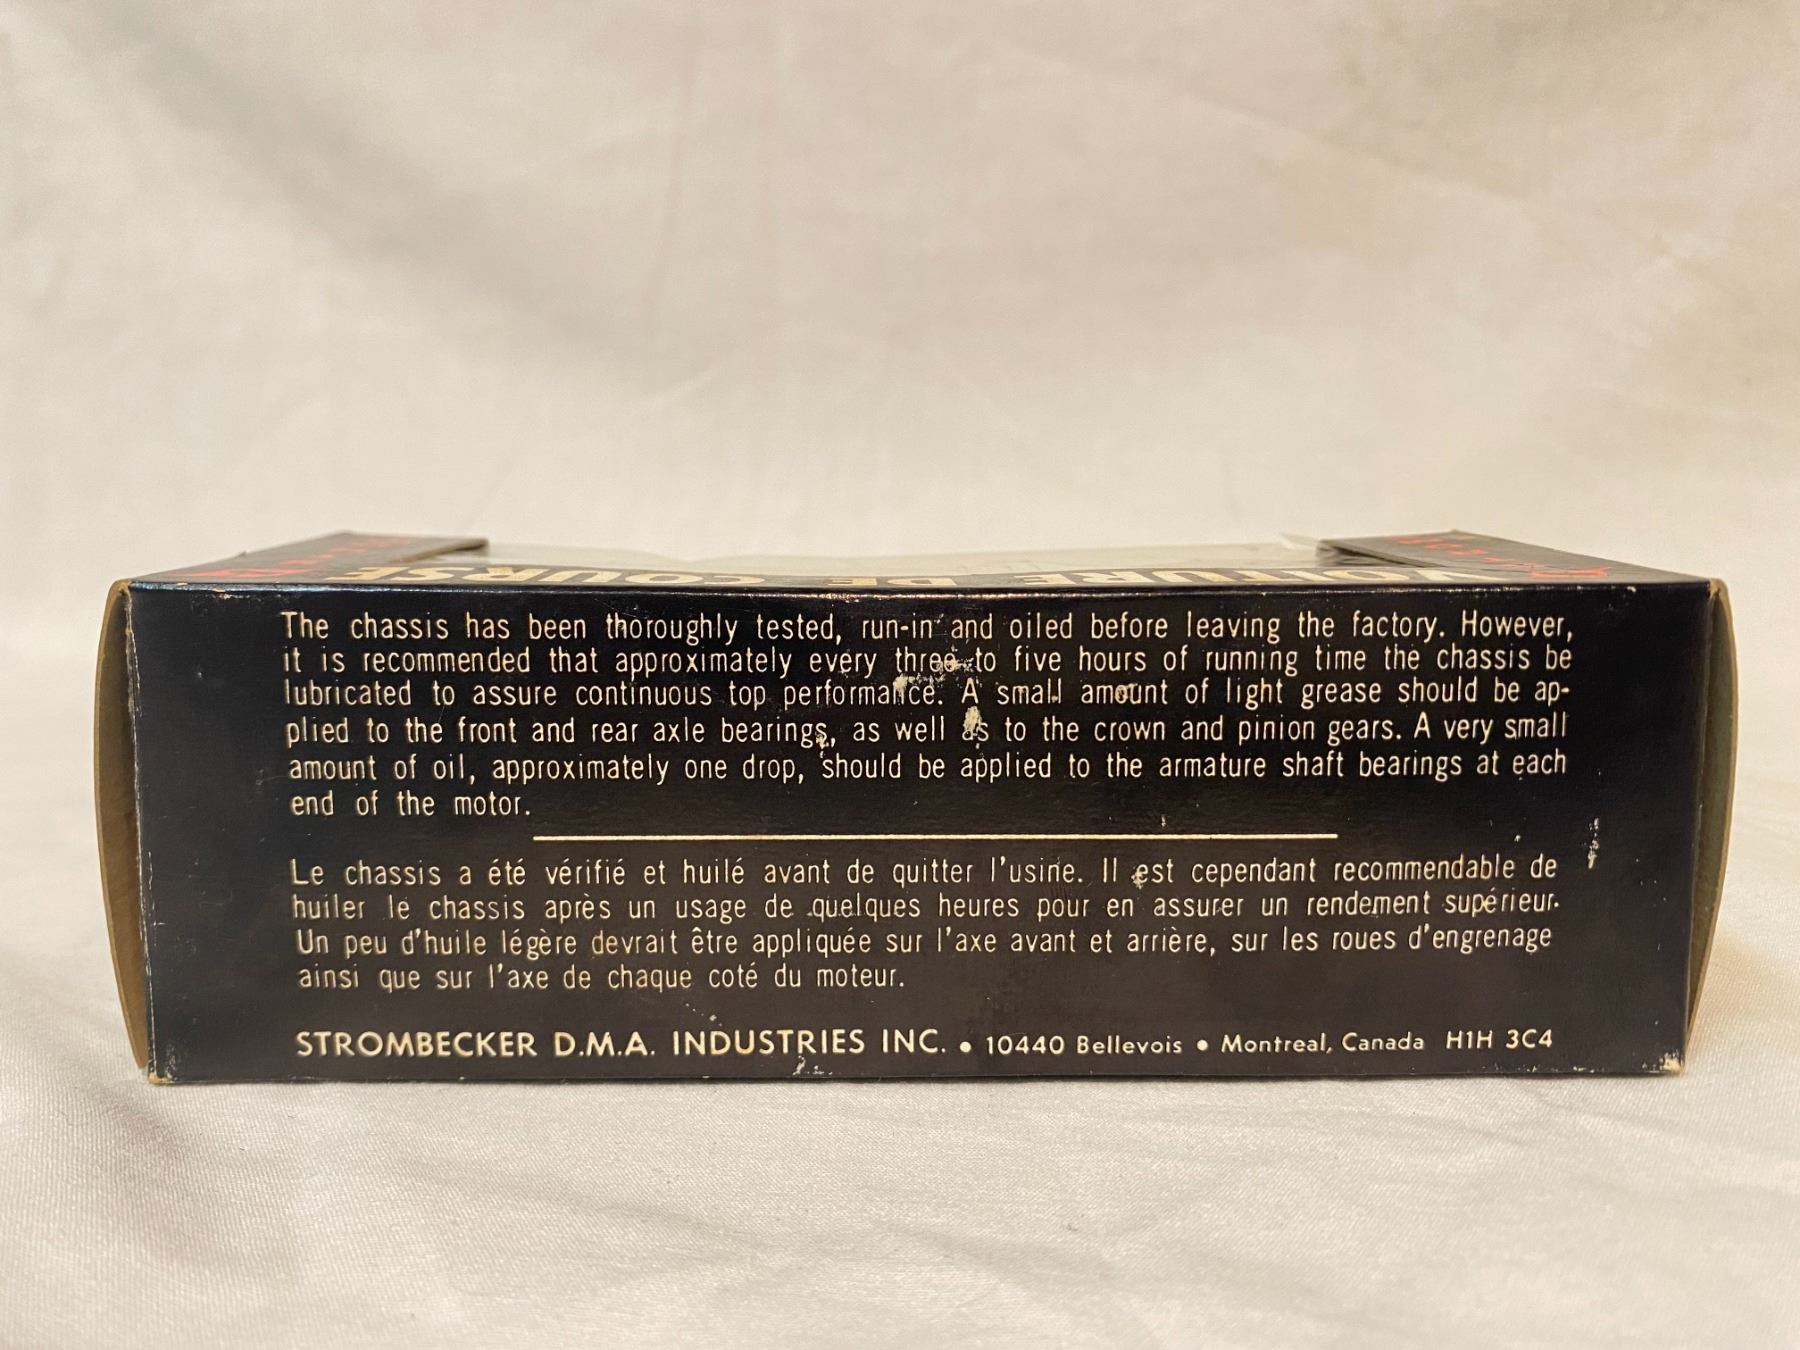 VOITURE DE COURSE
The chassis has been thoroughly tested, run-in and oiled before leaving the factory. However,
it is recommended that approximately every three to five hours of running time the chassis be
lubricated to assure continuous top performance. A small amount of light grease should be ap-
plied to the front and rear axle bearings, as well as to the crown and pinion gears. A very small
amount of oil, approximately one drop, should be applied to the armature shaft bearings at each
end of the motor.
Le chassis a été vérifié et huilé avant de quitter l'usine. Il est cependant recommendable de
huiler le chassis après un usage de quelques heures pour en assurer un rendement supérieur.
Un peu d'huile légère devrait être appliquée sur l'axe avant et arrière, sur les roues d'engrenage
ainsi que sur l'axe de chaque coté du moteur.
STROMBECKER D.M.A. INDUSTRIES INC. • 10440 Bellevois • Montreal, Canada H1H 3C4